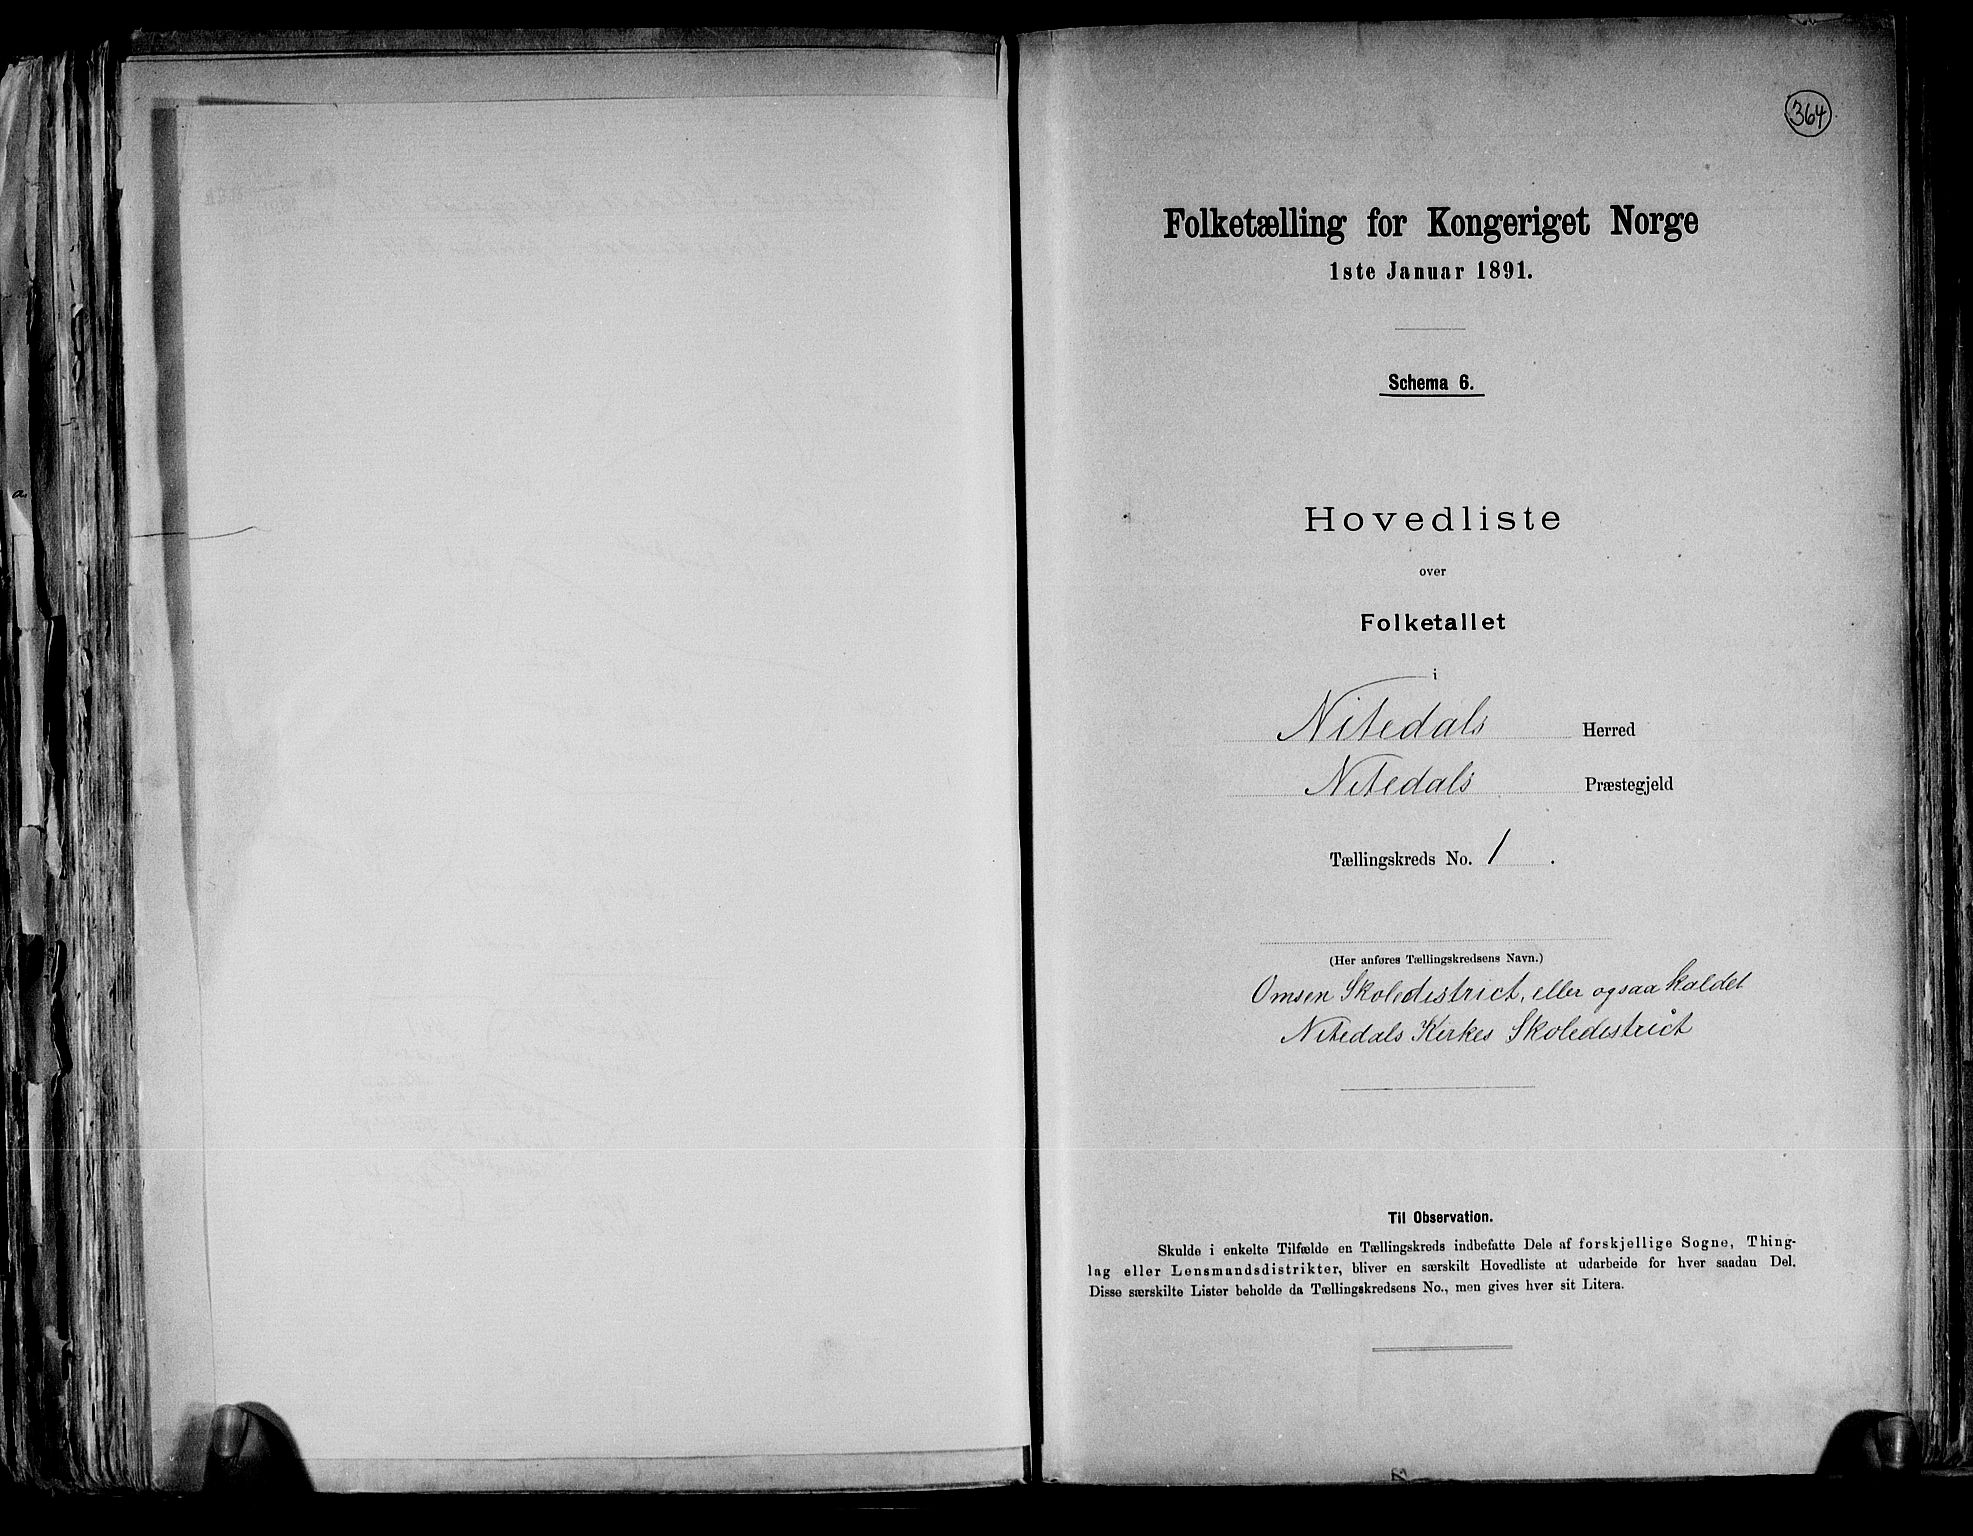 364
Folketælling for Kongeriget Norge
1ste Januar 1891.
Schema 6.
Hovedliste
over
Folketallet
i
Nitedals Herred
Nitedals Præstegjeld
Tællingskreds No. 1.
(Her anføres Tællingskredsens Navn.)
Omsen Skoledistrict, eller ogsaa kaldet
Nitedals Kirkes Skoledistrict
Til Observation.
Skulde i enkelte Tilfælde en Tællingskreds indbefatte Dele af forskjellige Sogne, Thing-
lag eller Lensmandsdistrikter, bliver en særskilt Hovedliste at udarbeide for hver saadan Del.
Disse særskilte Lister beholde da Tællingskredsens No., men gives hver sit Litera.